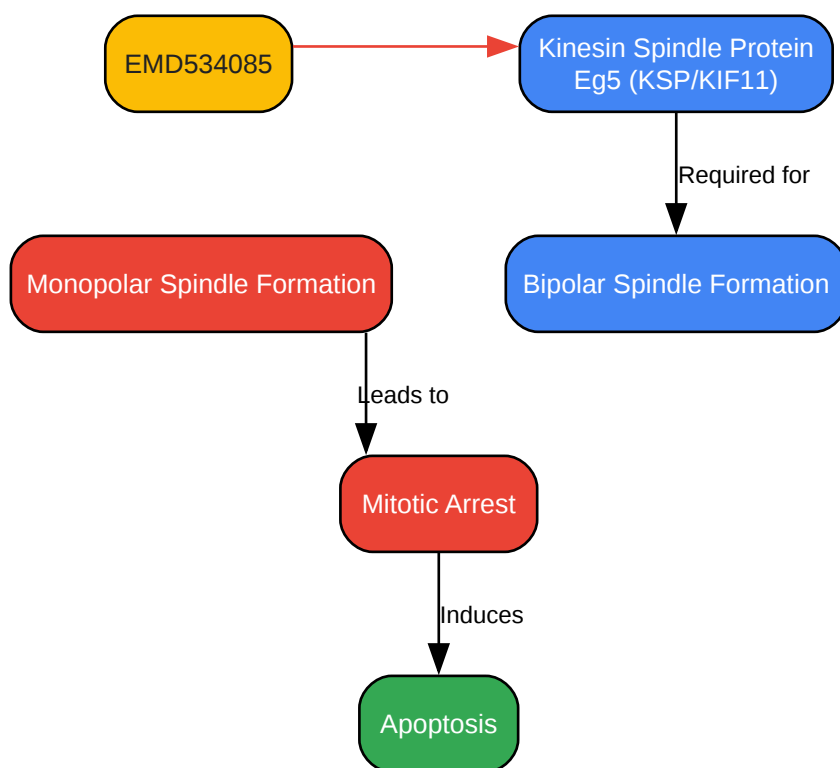 EMD534085
Kinesin Spindle Protein
Eg5 (KSP/KIF11)
Required for
Monopolar Spindle Formation
Bipolar Spindle Formation
Leads to
Mitotic Arrest
Induces
Apoptosis